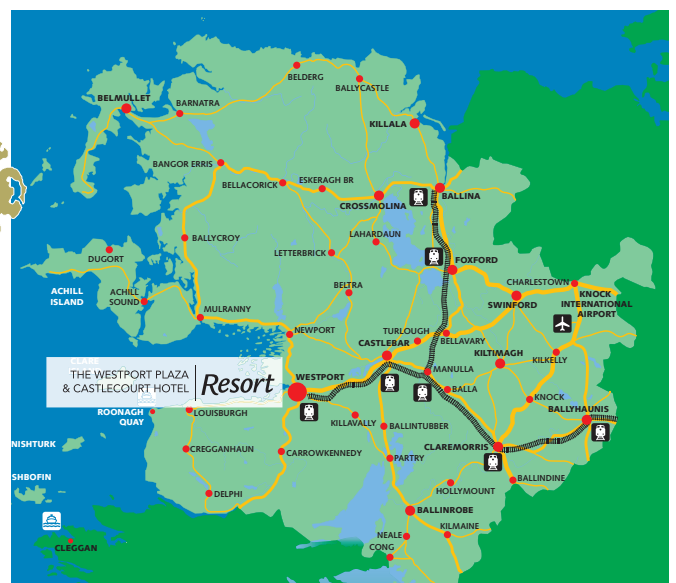 BELDERG
BALLYCASTLE
BELMULLET
BARNATRA
KILLALA
BANGOR ERRIS
BELLACORICK
ESKERAGH BR
CROSSMOLINA
BALLINA
LAHARDAUN
BALLYCROY
LETTERBRICK
DUGORT
FOXFORD
ACHILL
ISLAND
ACHILL
SOUND
BELTRA
CHARLESTOWN
SWINFORD
KNOCK
INTERNATIONAL
AIRPORT
MULRANNY
NEWPORT
TURLOUGH
BELLAVARY
CASTLEBAR
KILTIMAGH
KILKELLY
THE WESTPORT PLAZA
& CASTLECOURT HOTEL
Resort
WESTPORT
MANULLA
BALLA
KNOCK
ROONAGH
QUAY
LOUISBURGH
KILLAVALLY
BALLINTUBBER
BALLYHAUNIS
NISHTURK
CREGGANHAUN
CARROWKENNEDY
PARTRY
CLAREMORRIS
SHBOFIN
DELPHI
HOLLYMOUNT
BALLINDINE
BALLINROBE
CLEGGAN
NEALE
KILMAINE
CONG